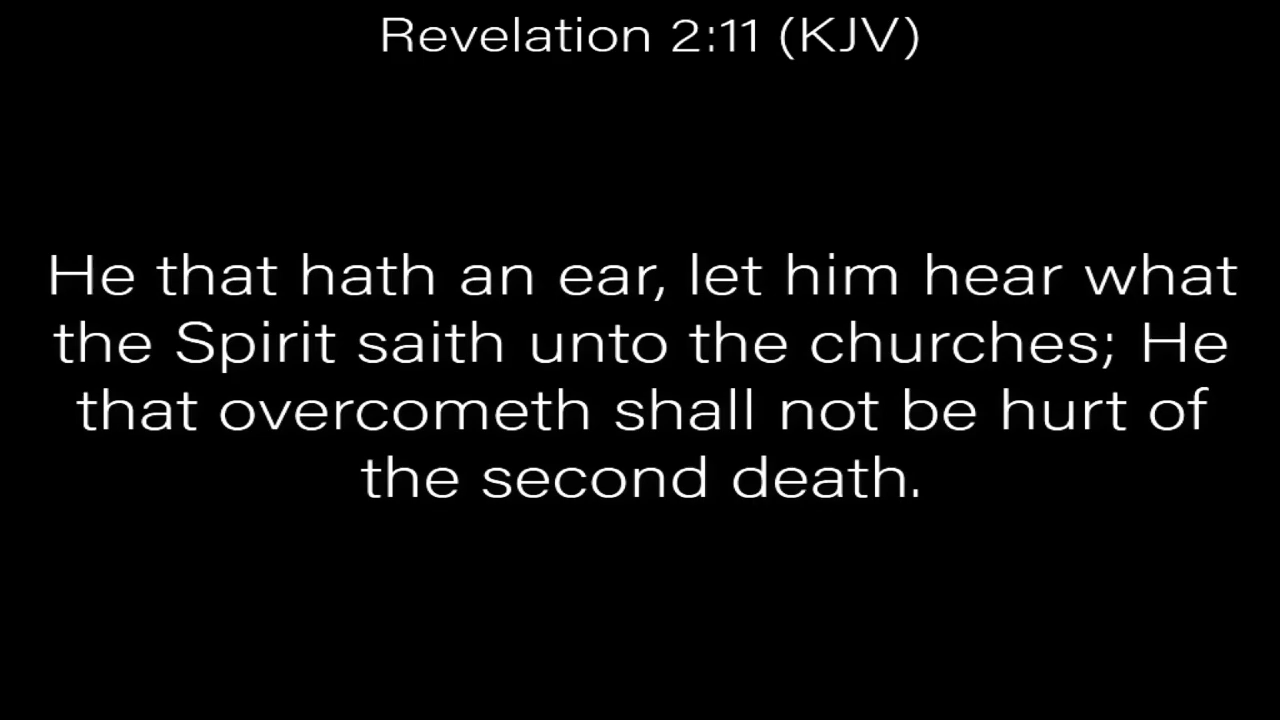 Revelation 2:11 (KJV)
He that hath an ear, let him hear what
the Spirit saith unto the churches; He
that overcometh shall not be hurt of
the second death.